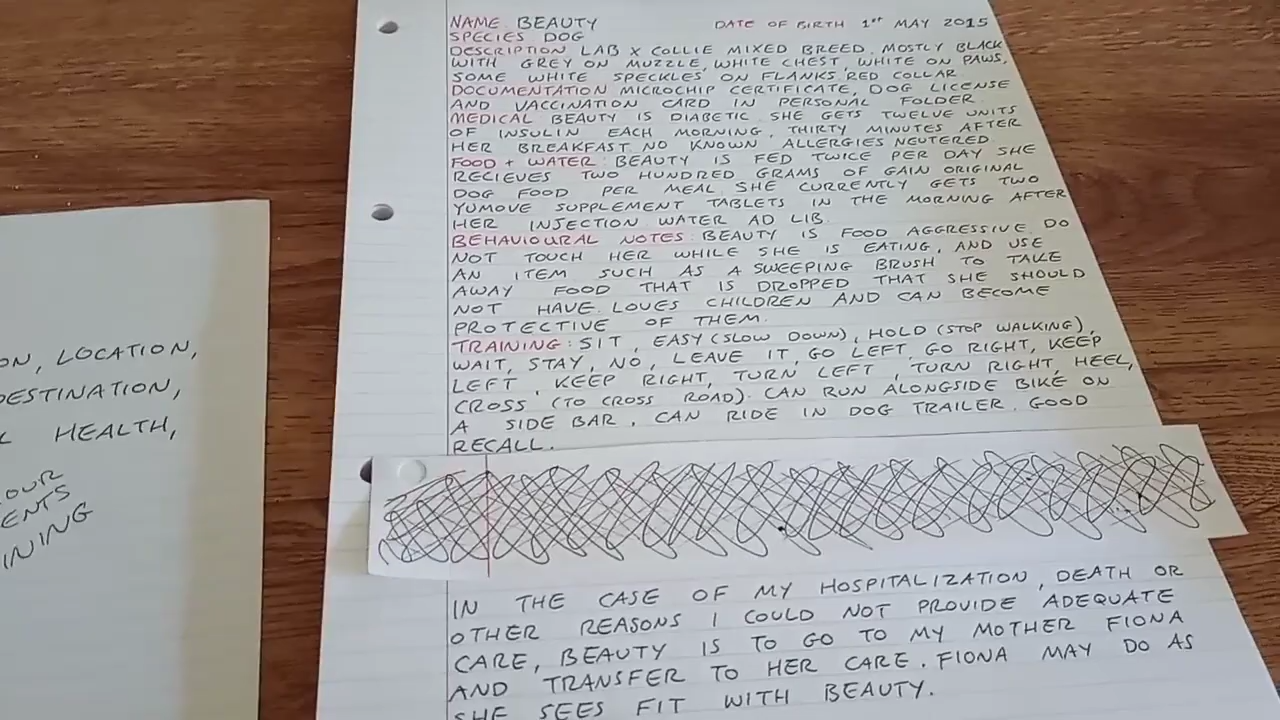 NAME. BEAUTY DATE OF BIRTH 1st MAY 2015
SPECIES DOG
DESCRIPTION LAB X COLLIE MIXED BREED. MOSTLY BLACK
WITH GREY ON MUZZLE, WHITE CHEST, WHITE ON PAWS,
SOME WHITE SPECKLES ON FLANKS, RED COLLAR.
DOCUMENTATION MICROCHIP CERTIFICATE, DOG LICENSE
AND VACCINATION CARD IN PERSONAL FOLDER
MEDICAL BEAUTY IS DIABETIC. SHE GETS TWELVE UNITS
OF INSULIN EACH MORNING, THIRTY MINUTES AFTER
HER BREAKFAST. NO KNOWN ALLERGIES NEUTERED
FOOD + WATER: BEAUTY IS FED TWICE PER DAY SHE
RECIEVES TWO HUNDRED GRAMS OF GAIN ORIGINAL
DOG FOOD PER MEAL. SHE CURRENTLY GETS TWO
YUMOVE SUPPLEMENT TABLETS IN THE MORNING AFTER
HER INJECTION WATER AD LIB.
BEHAVIOURAL NOTES: BEAUTY IS FOOD AGGRESSIVE. DO
NOT TOUCH HER WHILE SHE IS EATING, AND USE
AN ITEM SUCH AS A SWEEPING BRUSH TO TAKE
AWAY FOOD THAT IS DROPPED THAT SHE SHOULD
NOT HAVE. LOVES CHILDREN AND CAN BECOME
PROTECTIVE OF THEM.
TRAINING: SIT, EASY (SLOW DOWN), HOLD (STOP WALKING),
WAIT, STAY, NO, LEAVE IT, GO LEFT, GO RIGHT, KEEP
LEFT, KEEP RIGHT, TURN LEFT, TURN RIGHT, HEEL,
CROSS (TO CROSS ROAD). CAN RUN ALONGSIDE BIKE ON
A SIDE BAR, CAN RIDE IN DOG TRAILER. GOOD
RECALL.
IN THE CASE OF MY HOSPITALIZATION, DEATH OR
OTHER REASONS I COULD NOT PROVIDE ADEQUATE
CARE, BEAUTY IS TO GO TO MY MOTHER FIONA
AND TRANSFER TO HER CARE. FIONA MAY DO AS
SHE SEES FIT WITH BEAUTY.
ON, LOCATION,
DESTINATION,
L HEALTH,
OUR
ENTS
INING